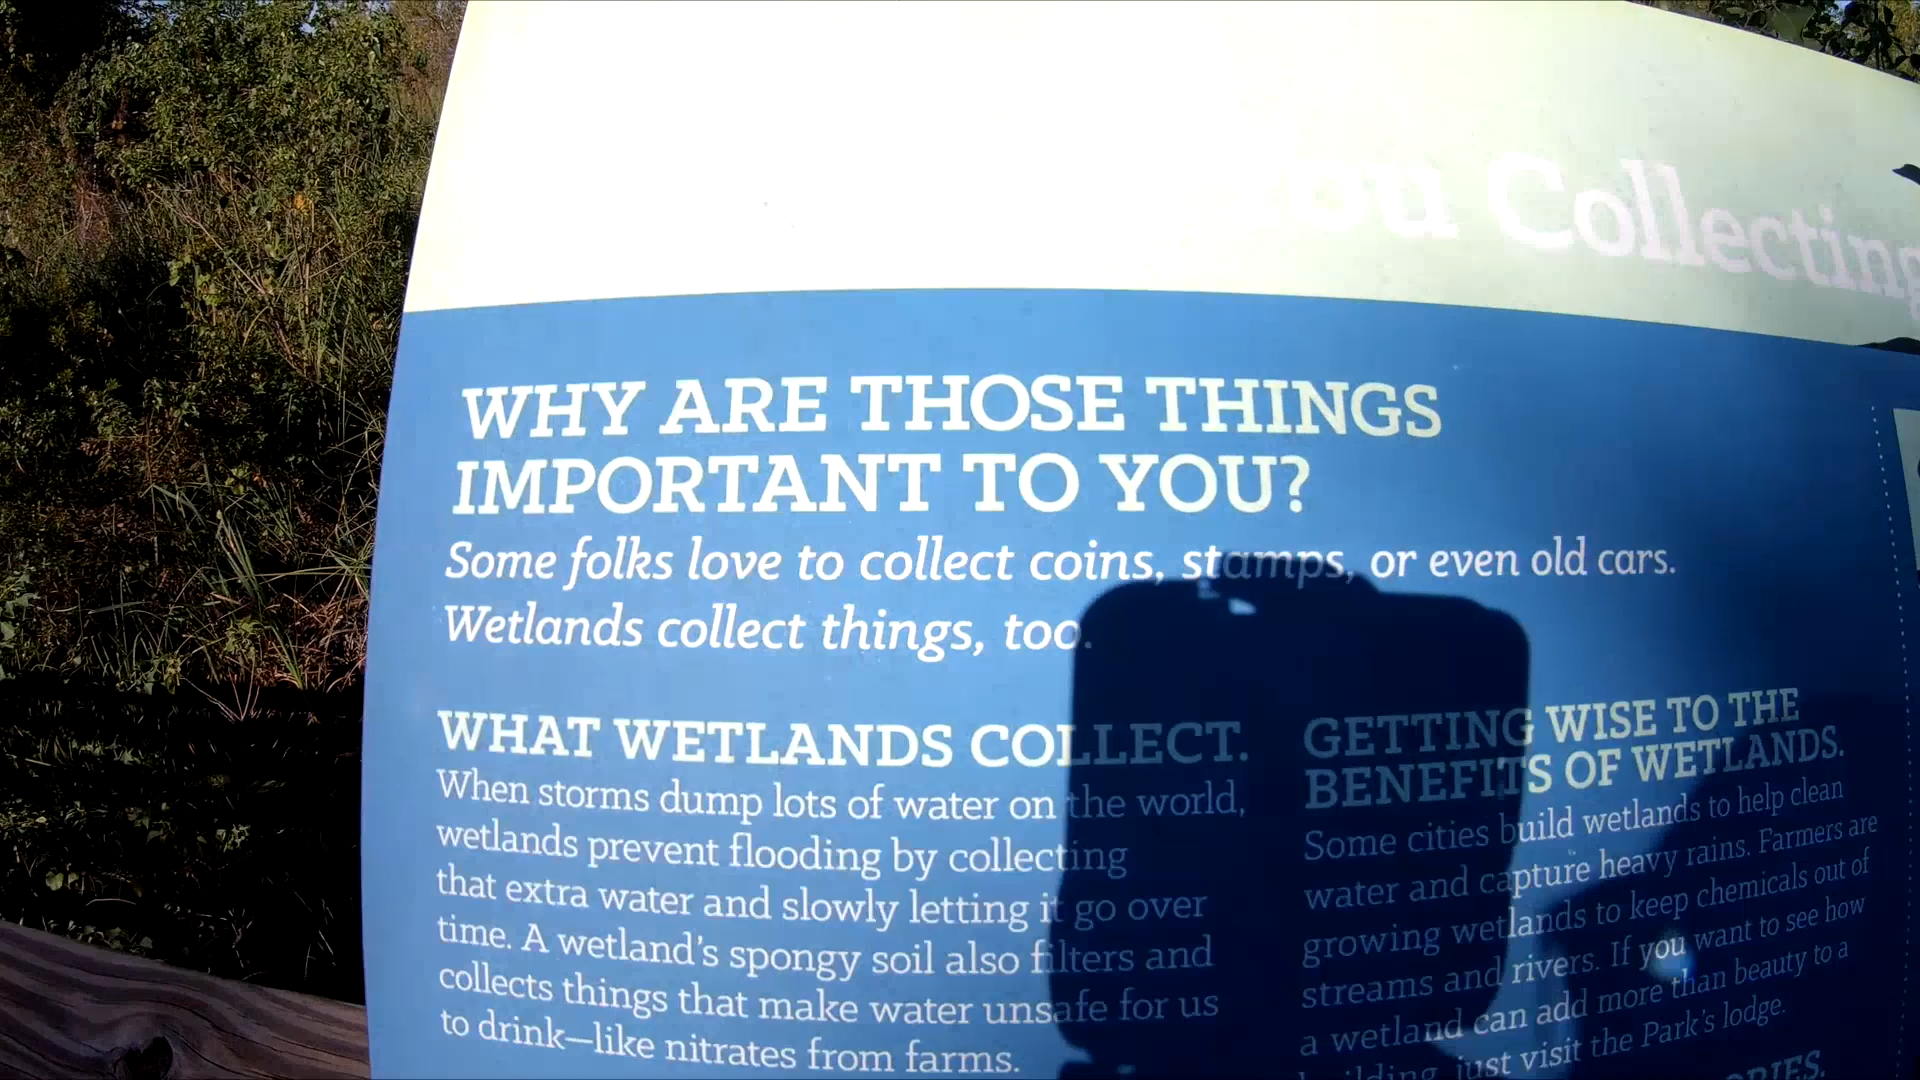 ou Collecting
WHY ARE THOSE THINGS
IMPORTANT TO YOU?
Some folks love to collect coins, stamps, or even old cars.
Wetlands collect things, too.
WHAT WETLANDS COLLECT.
When storms dump lots of water on the world,
wetlands prevent flooding by collecting
that extra water and slowly letting it go over
time. A wetland's spongy soil also filters and
collects things that make water unsafe for us
to drink—like nitrates from farms.
GETTING WISE TO THE
BENEFITS OF WETLANDS.
Some cities build wetlands to help clean
water and capture heavy rains. Farmers are
growing wetlands to keep chemicals out of
streams and rivers. If you want to see how
a wetland can add more than beauty to a
building, just visit the Park's lodge.